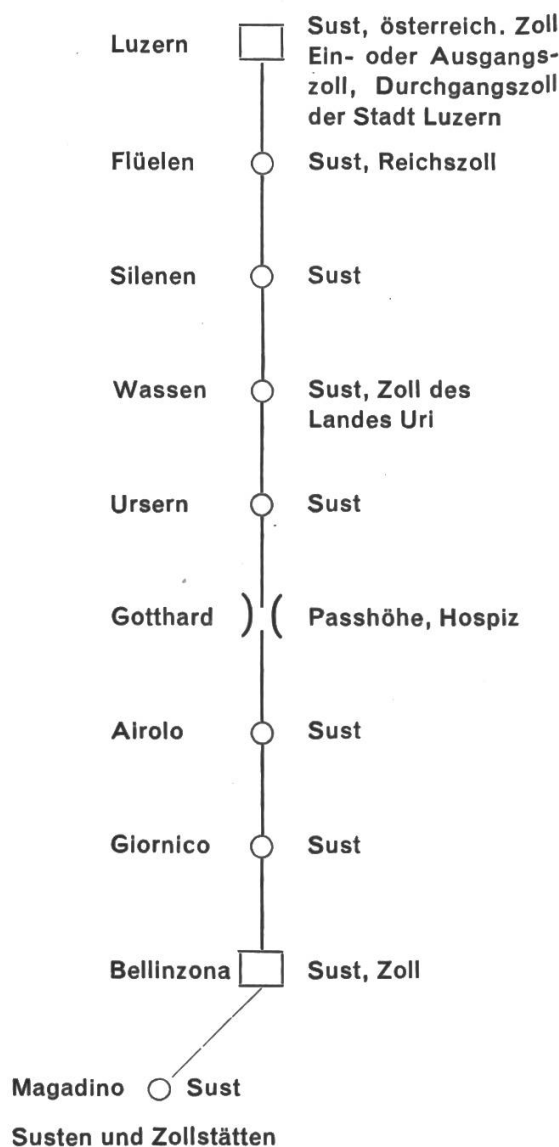 Luzern Sust, österreich. Zoll
Ein- oder Ausgangs-
zoll, Durchgangszoll
der Stadt Luzern
Flüelen Sust, Reichszoll
Silenen Sust
Wassen Sust, Zoll des
Landes Uri
Ursern Sust
Gotthard Passhöhe, Hospiz
Airolo Sust
Giornico Sust
Bellinzona Sust, Zoll
Magadino Sust
Susten und Zollstätten